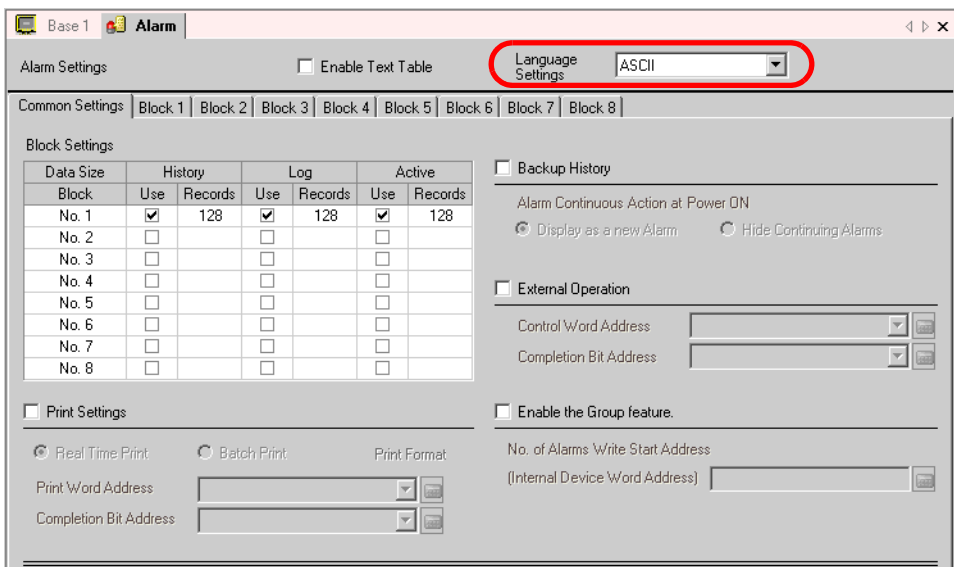 Base 1 Alarm
Alarm Settings Enable Text Table Language Settings ASCII
Common Settings Block 1 Block 2 Block 3 Block 4 Block 5 Block 6 Block 7 Block 8
Block Settings
Data Size History Log Active
Block Use Records Use Records Use Records
No. 1 128 128 128
No. 2
No. 3
No. 4
No. 5
No. 6
No. 7
No. 8
Backup History
Alarm Continuous Action at Power ON
Display as a new Alarm Hide Continuing Alarms
External Operation
Control Word Address
Completion Bit Address
Print Settings
Real Time Print Batch Print Print Format
Print Word Address
Completion Bit Address
Enable the Group feature.
No. of Alarms Write Start Address
(Internal Device Word Address)